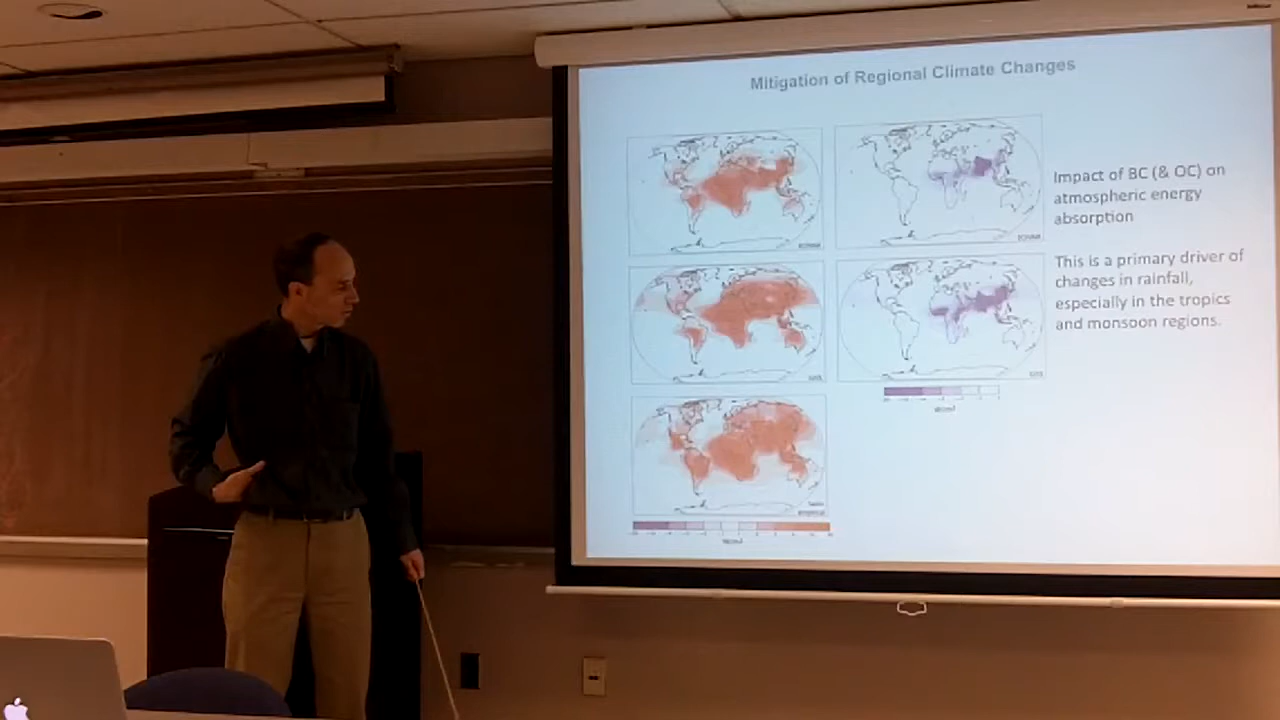 Mitigation of Regional Climate Changes
Impact of BC (& OC) on
atmospheric energy
absorption
This is a primary driver of
changes in rainfall,
especially in the tropics
and monsoon regions.